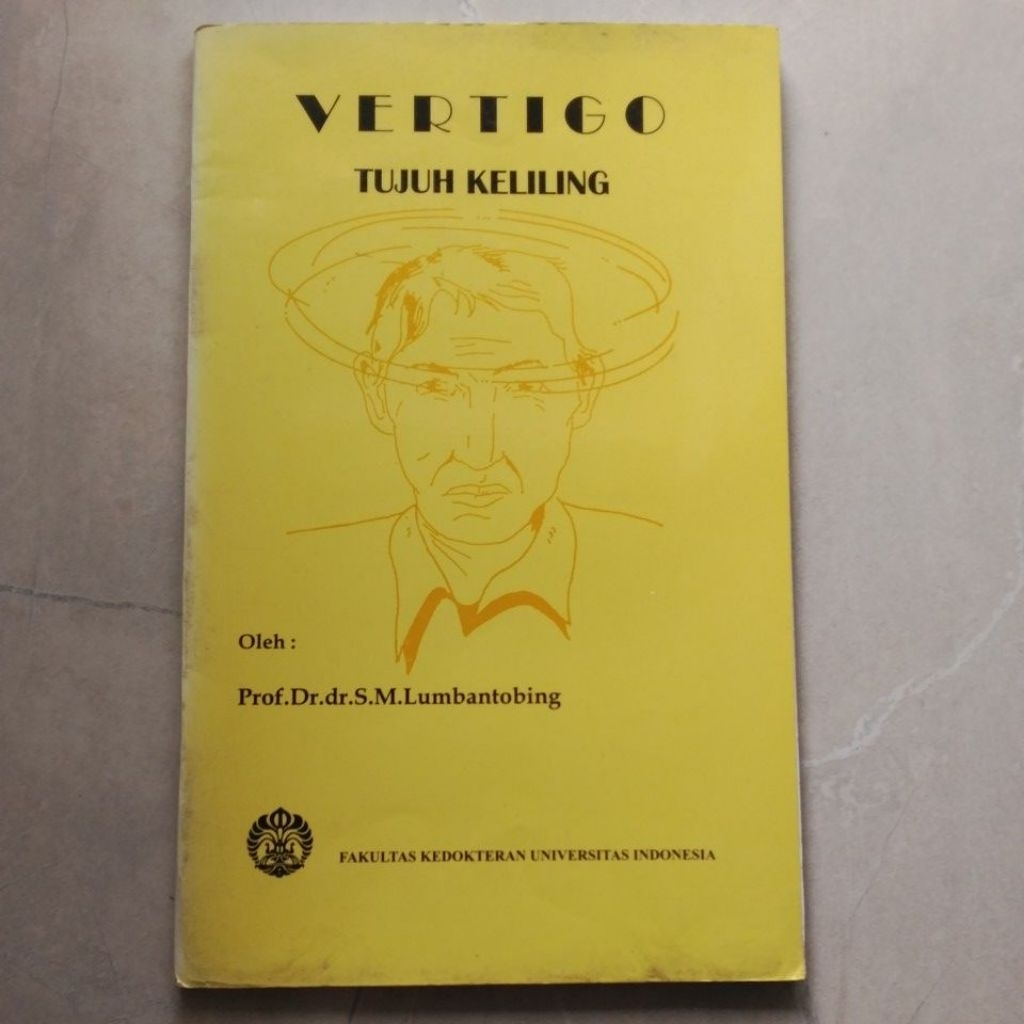 VERTIGO
TUJUH KELILING
Oleh :
Prof.Dr.dr.S.M.Lumbantobing
FAKULTAS KEDOKTERAN UNIVERSITAS INDONESIA